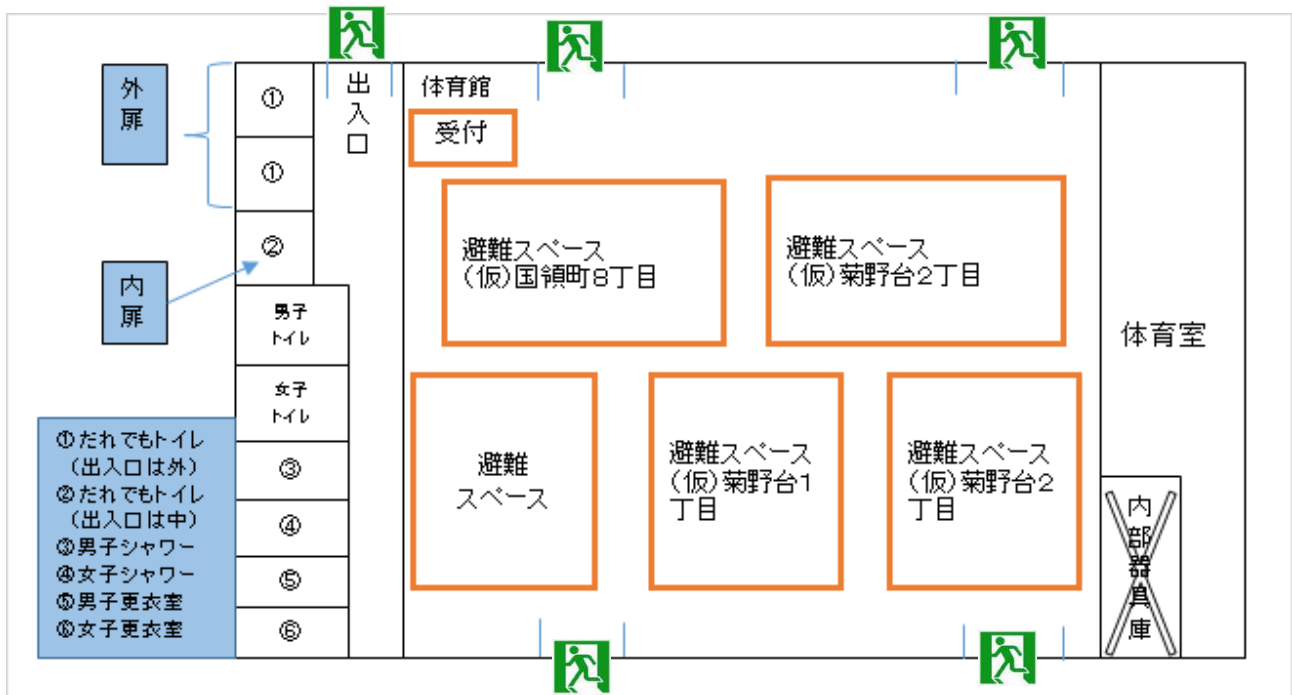 外
扉
内
扉
①
①
②
男子
トイレ
女子
トイレ
③
④
⑤
⑥
①だれでもトイレ
(出入口は外)
②だれでもトイレ
(出入口は中)
③男子シャワー
④女子シャワー
⑤男子更衣室
⑥女子更衣室
出
入
口
体育館
受付
避難スペース
(仮)国領町8丁目
避難スペース
(仮)菊野台2丁目
避難
スペース
避難スペース
(仮)菊野台1
丁目
避難スペース
(仮)菊野台2
丁目
体育室
内
部
器
具
庫